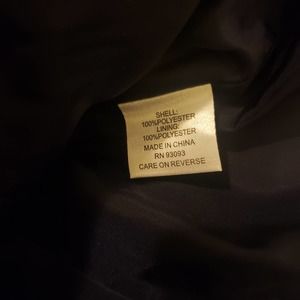 SHELL:
100%POLYESTER
LINING:
100%POLYESTER
MADE IN CHINA
RN 93093
CARE ON REVERSE